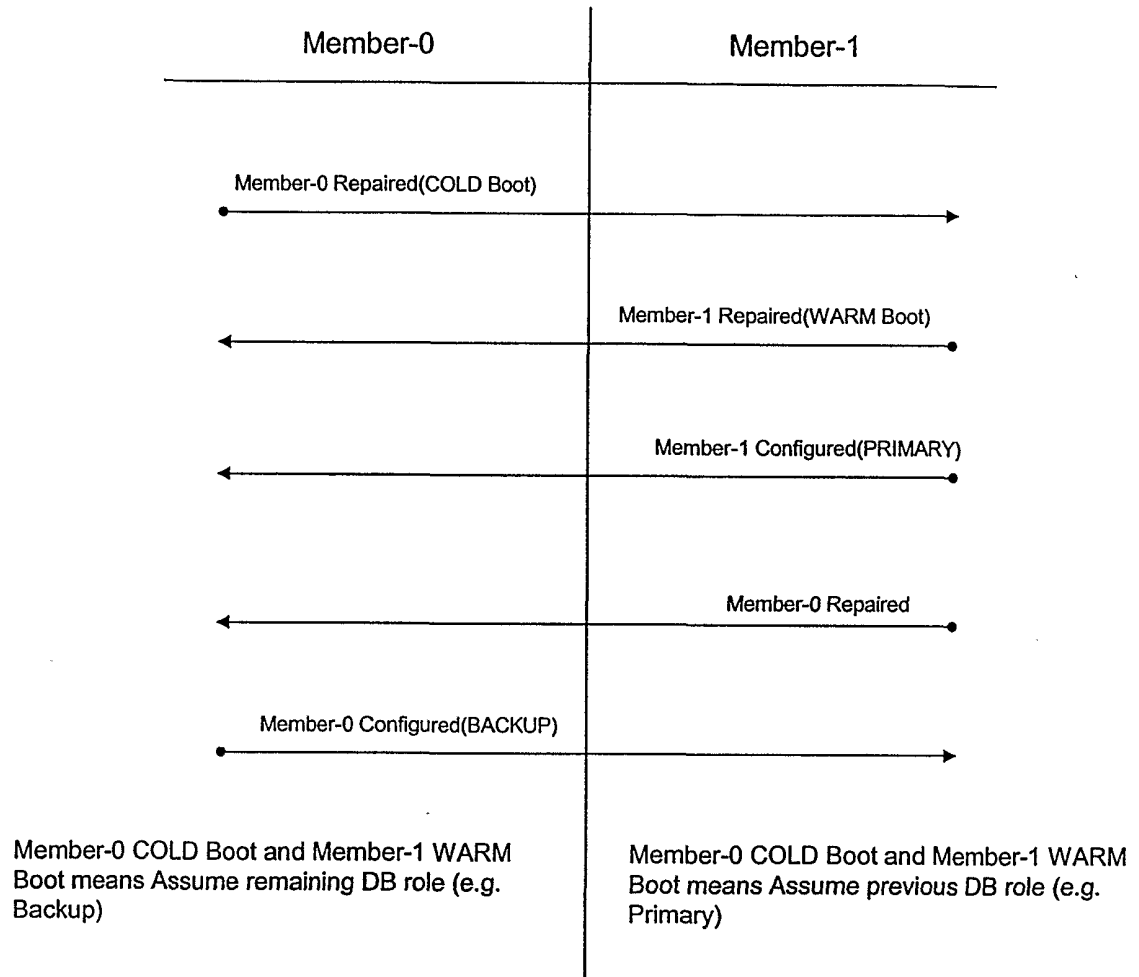 Member-0
Member-1
Member-0 Repaired(COLD Boot)
Member-1 Repaired(WARM Boot)
Member-1 Configured(PRIMARY)
Member-0 Repaired
Member-0 Configured(BACKUP)
Member-0 COLD Boot and Member-1 WARM
Boot means Assume remaining DB role (e.g.
Backup)
Member-0 COLD Boot and Member-1 WARM
Boot means Assume previous DB role (e.g.
Primary)